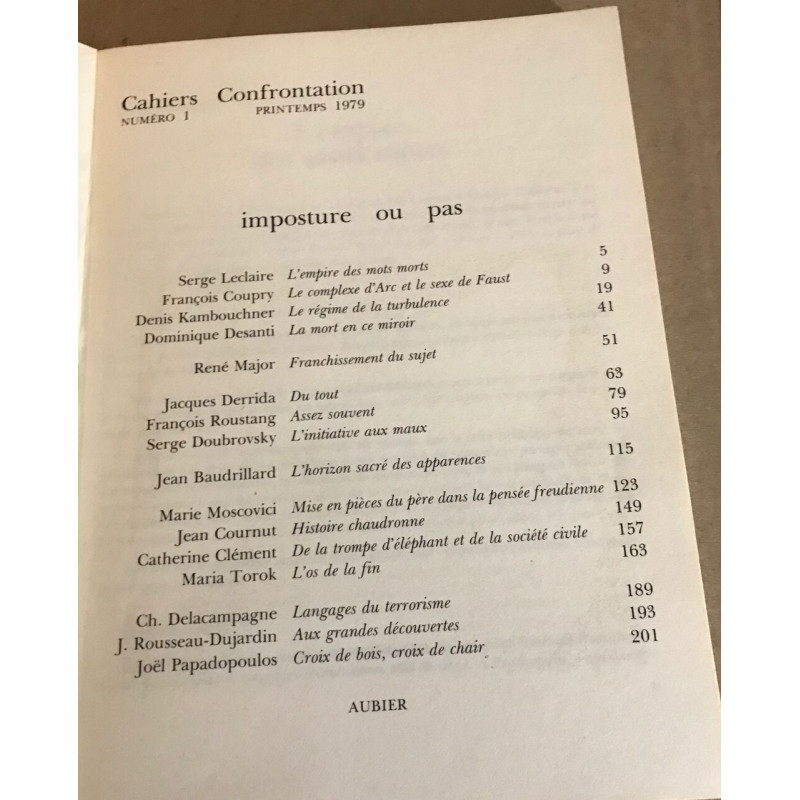 Cahiers Confrontation
NUMÉRO 1 PRINTEMPS 1979
imposture ou pas
Serge Leclaire L'empire des mots morts 5
François Coupry Le complexe d'Arc et le sexe de Faust 9
Denis Kambouchner Le régime de la turbulence 19
Dominique Desanti La mort en ce miroir 41
René Major Franchissement du sujet 51
Jacques Derrida Du tout 63
François Roustang Assez souvent 79
Serge Doubrovsky L'initiative aux maux 95
Jean Baudrillard L'horizon sacré des apparences 115
Marie Moscovici Mise en pièces du père dans la pensée freudienne 123
Jean Cournut Histoire chaudronne 149
Catherine Clément De la trompe d'éléphant et de la société civile 157
Maria Torok L'os de la fin 163
Ch. Delacampagne Langages du terrorisme 189
J. Rousseau-Dujardin Aux grandes découvertes 193
Joël Papadopoulos Croix de bois, croix de chair 201
AUBIER